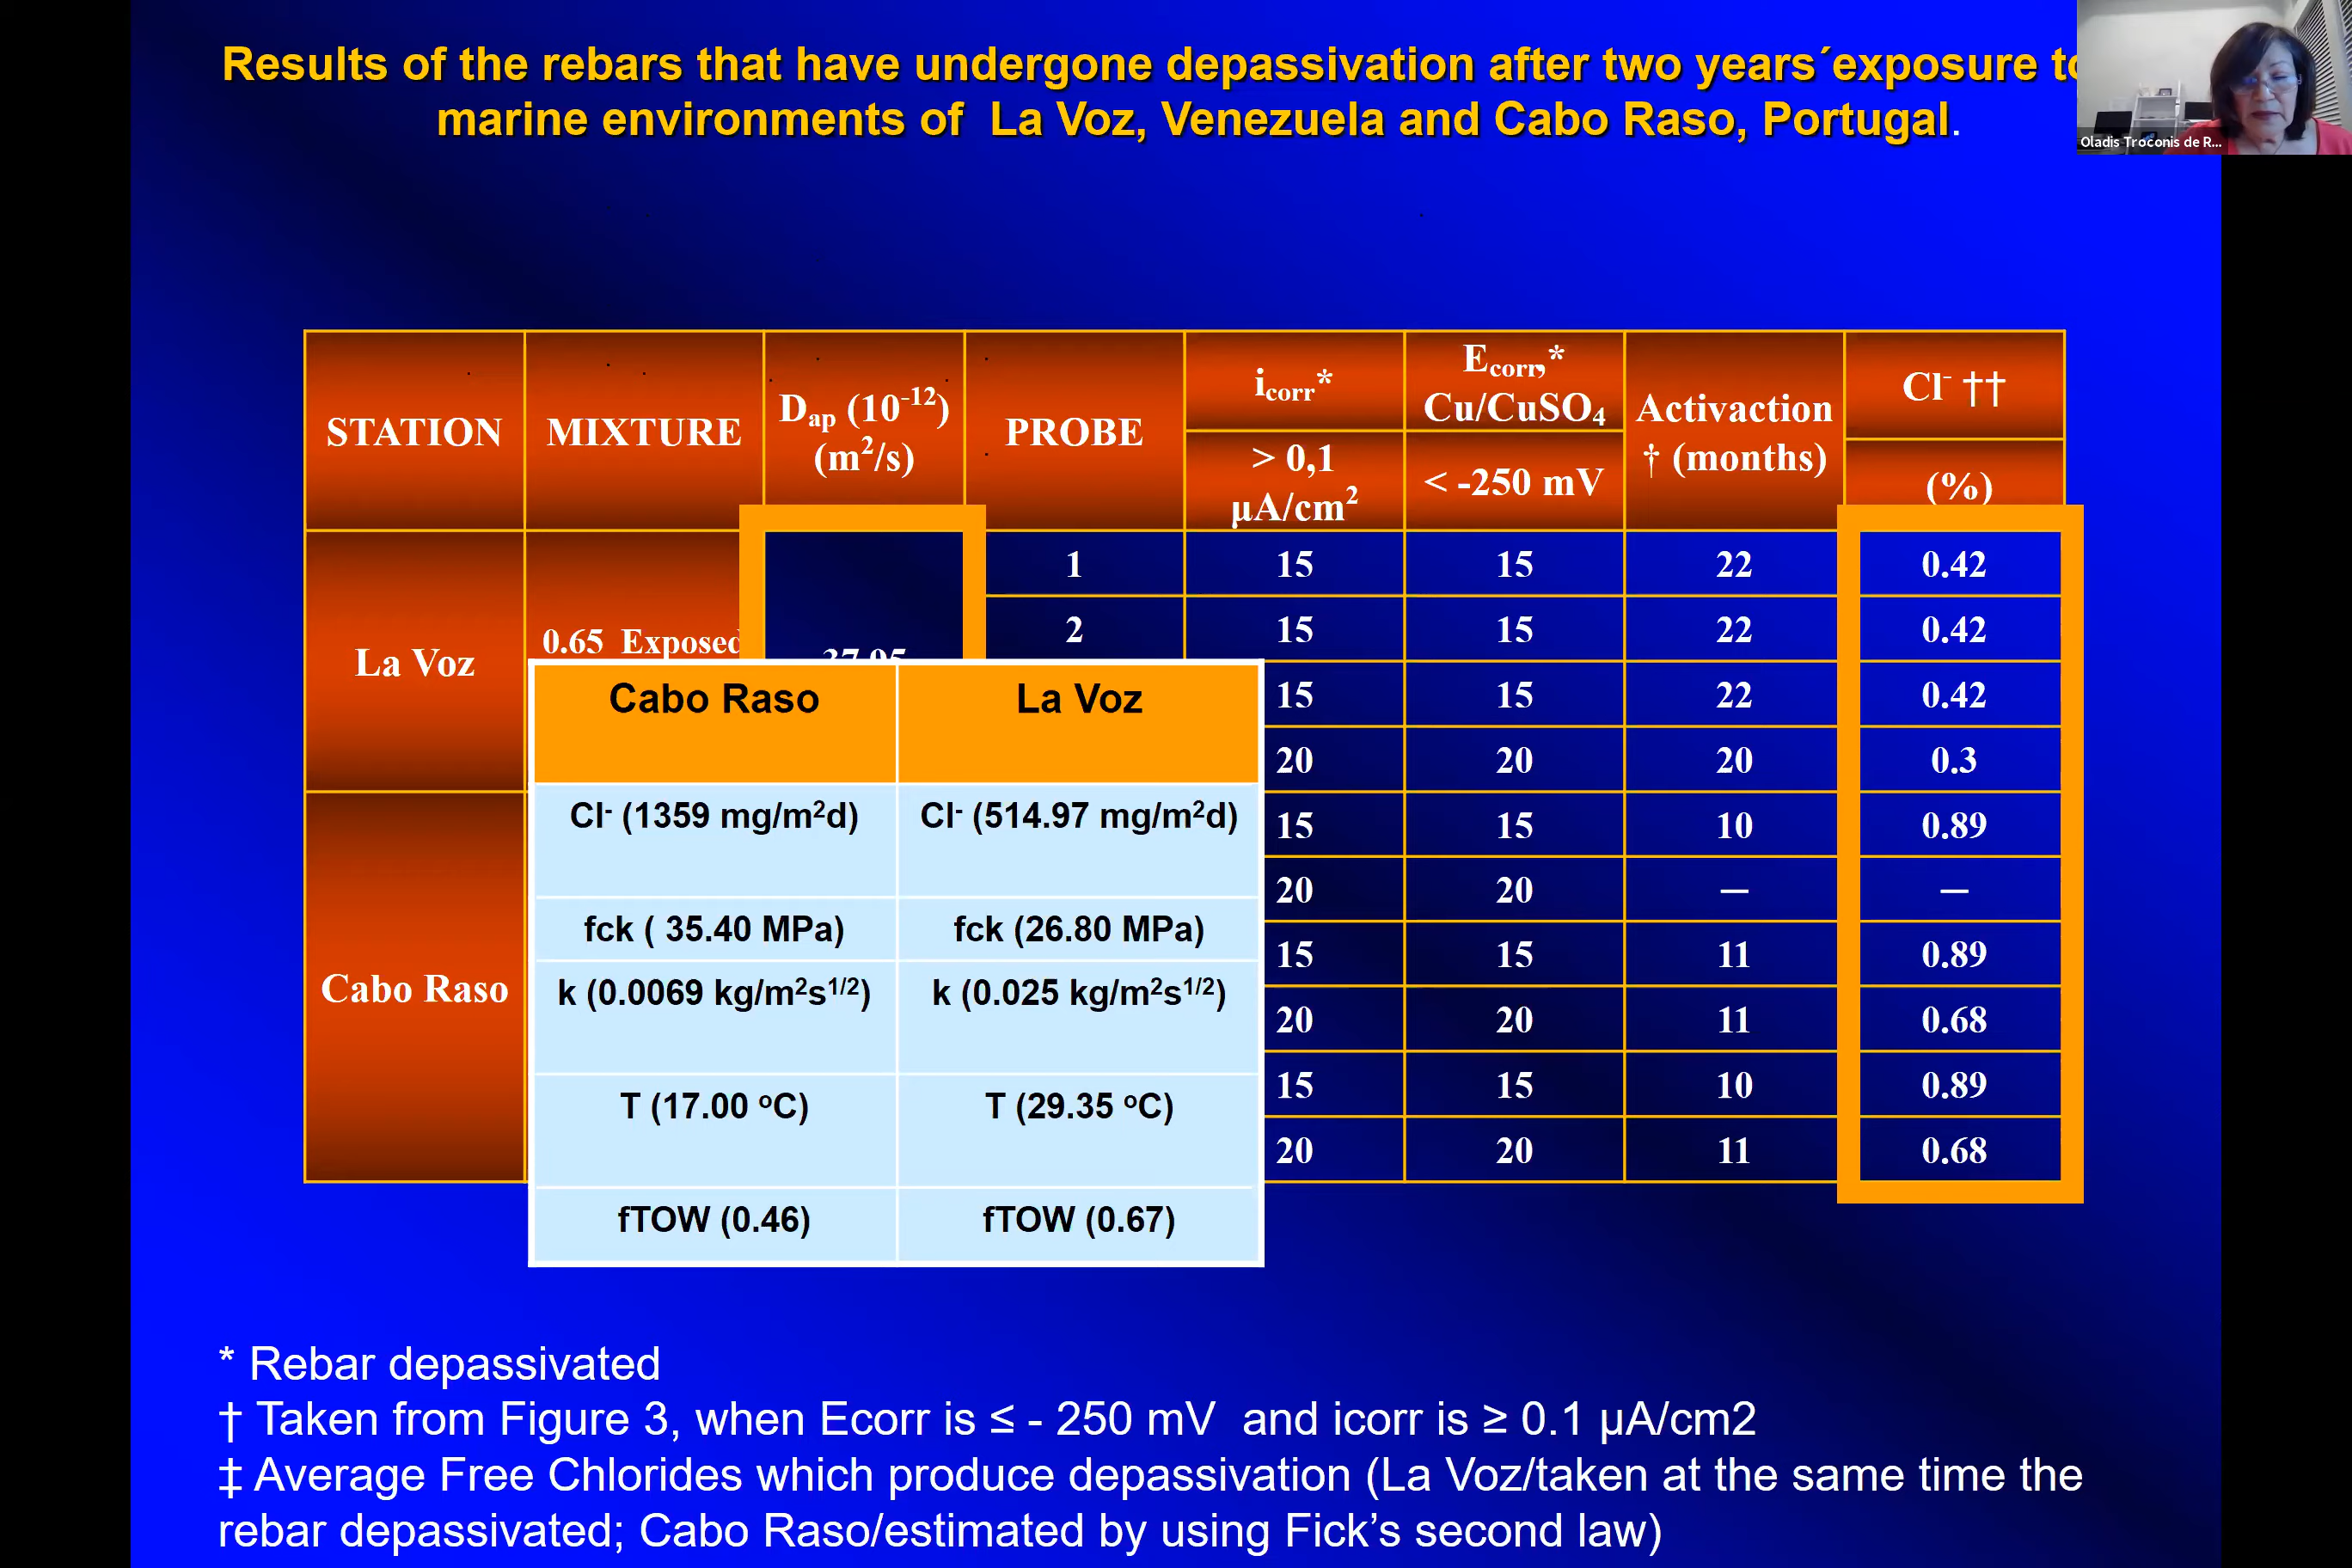 Results of the rebars that have undergone depassivation after two years´exposure to
marine environments of La Voz, Venezuela and Cabo Raso, Portugal.
Oladis Troconis de R...
STATION MIXTURE Dap (10-12) (m2/s) PROBE icorr* Ecorr,* Cu/CuSO4 Activaction † (months) Cl- ††
> 0,1 µA/cm2 < -250 mV (%)
La Voz 0.65 Exposed 1 15 15 22 0.42
2 15 15 22 0.42
15 15 22 0.42
20 20 20 0.3
Cabo Raso 15 15 10 0.89
20 20 — —
15 15 11 0.89
20 20 11 0.68
15 15 10 0.89
20 20 11 0.68
Cabo Raso La Voz
Cl- (1359 mg/m2d) Cl- (514.97 mg/m2d)
fck ( 35.40 MPa) fck (26.80 MPa)
k (0.0069 kg/m2s1/2) k (0.025 kg/m2s1/2)
T (17.00 oC) T (29.35 oC)
fTOW (0.46) fTOW (0.67)
* Rebar depassivated
† Taken from Figure 3, when Ecorr is ≤ - 250 mV and icorr is ≥ 0.1 µA/cm2
‡ Average Free Chlorides which produce depassivation (La Voz/taken at the same time the
rebar depassivated; Cabo Raso/estimated by using Fick's second law)